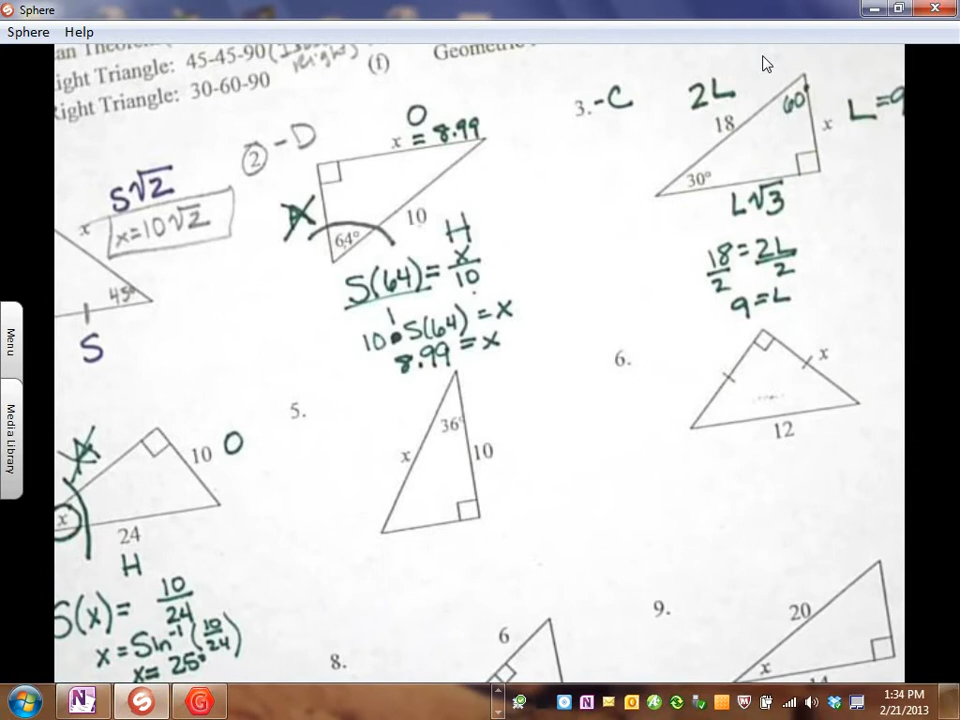 Sphere
Sphere Help
Right Triangle: 45-45-90
Right Triangle: 30-60-90
(f)
S√2
x
x=10√2
45°
S
2 - D
O
x = 8.99
A
10
64°
H
S(64) = x/10
10 • S(64) = x
8.99 = x
3. - C
2L
60°
18
x
L = 9
30°
L√3
18/2 = 2L/2
9 = L
A
10 O
x
24
H
S(x) = 10/24
x = Sin⁻¹(10/24)
x = 25°
5.
36°
x
10
6.
x
12
8.
6
9.
20
x
Menu
Media Library
1:34 PM
2/21/2013